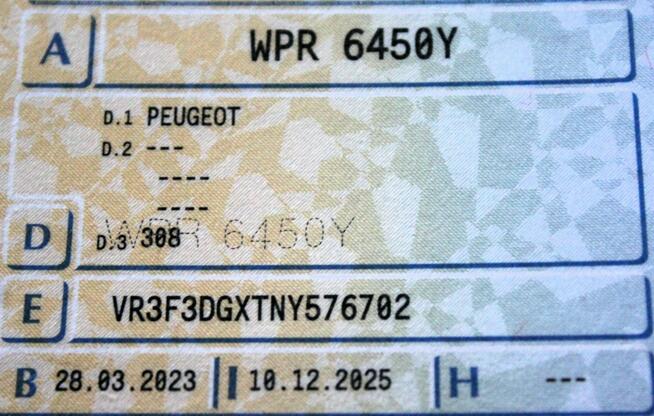 A WPR 6450Y
D.1 PEUGEOT
D.2 ---
----
----
D D.3 308 WPR 6450Y
E VR3F3DGXTNY576702
B 28.03.2023 I 10.12.2025 H ---